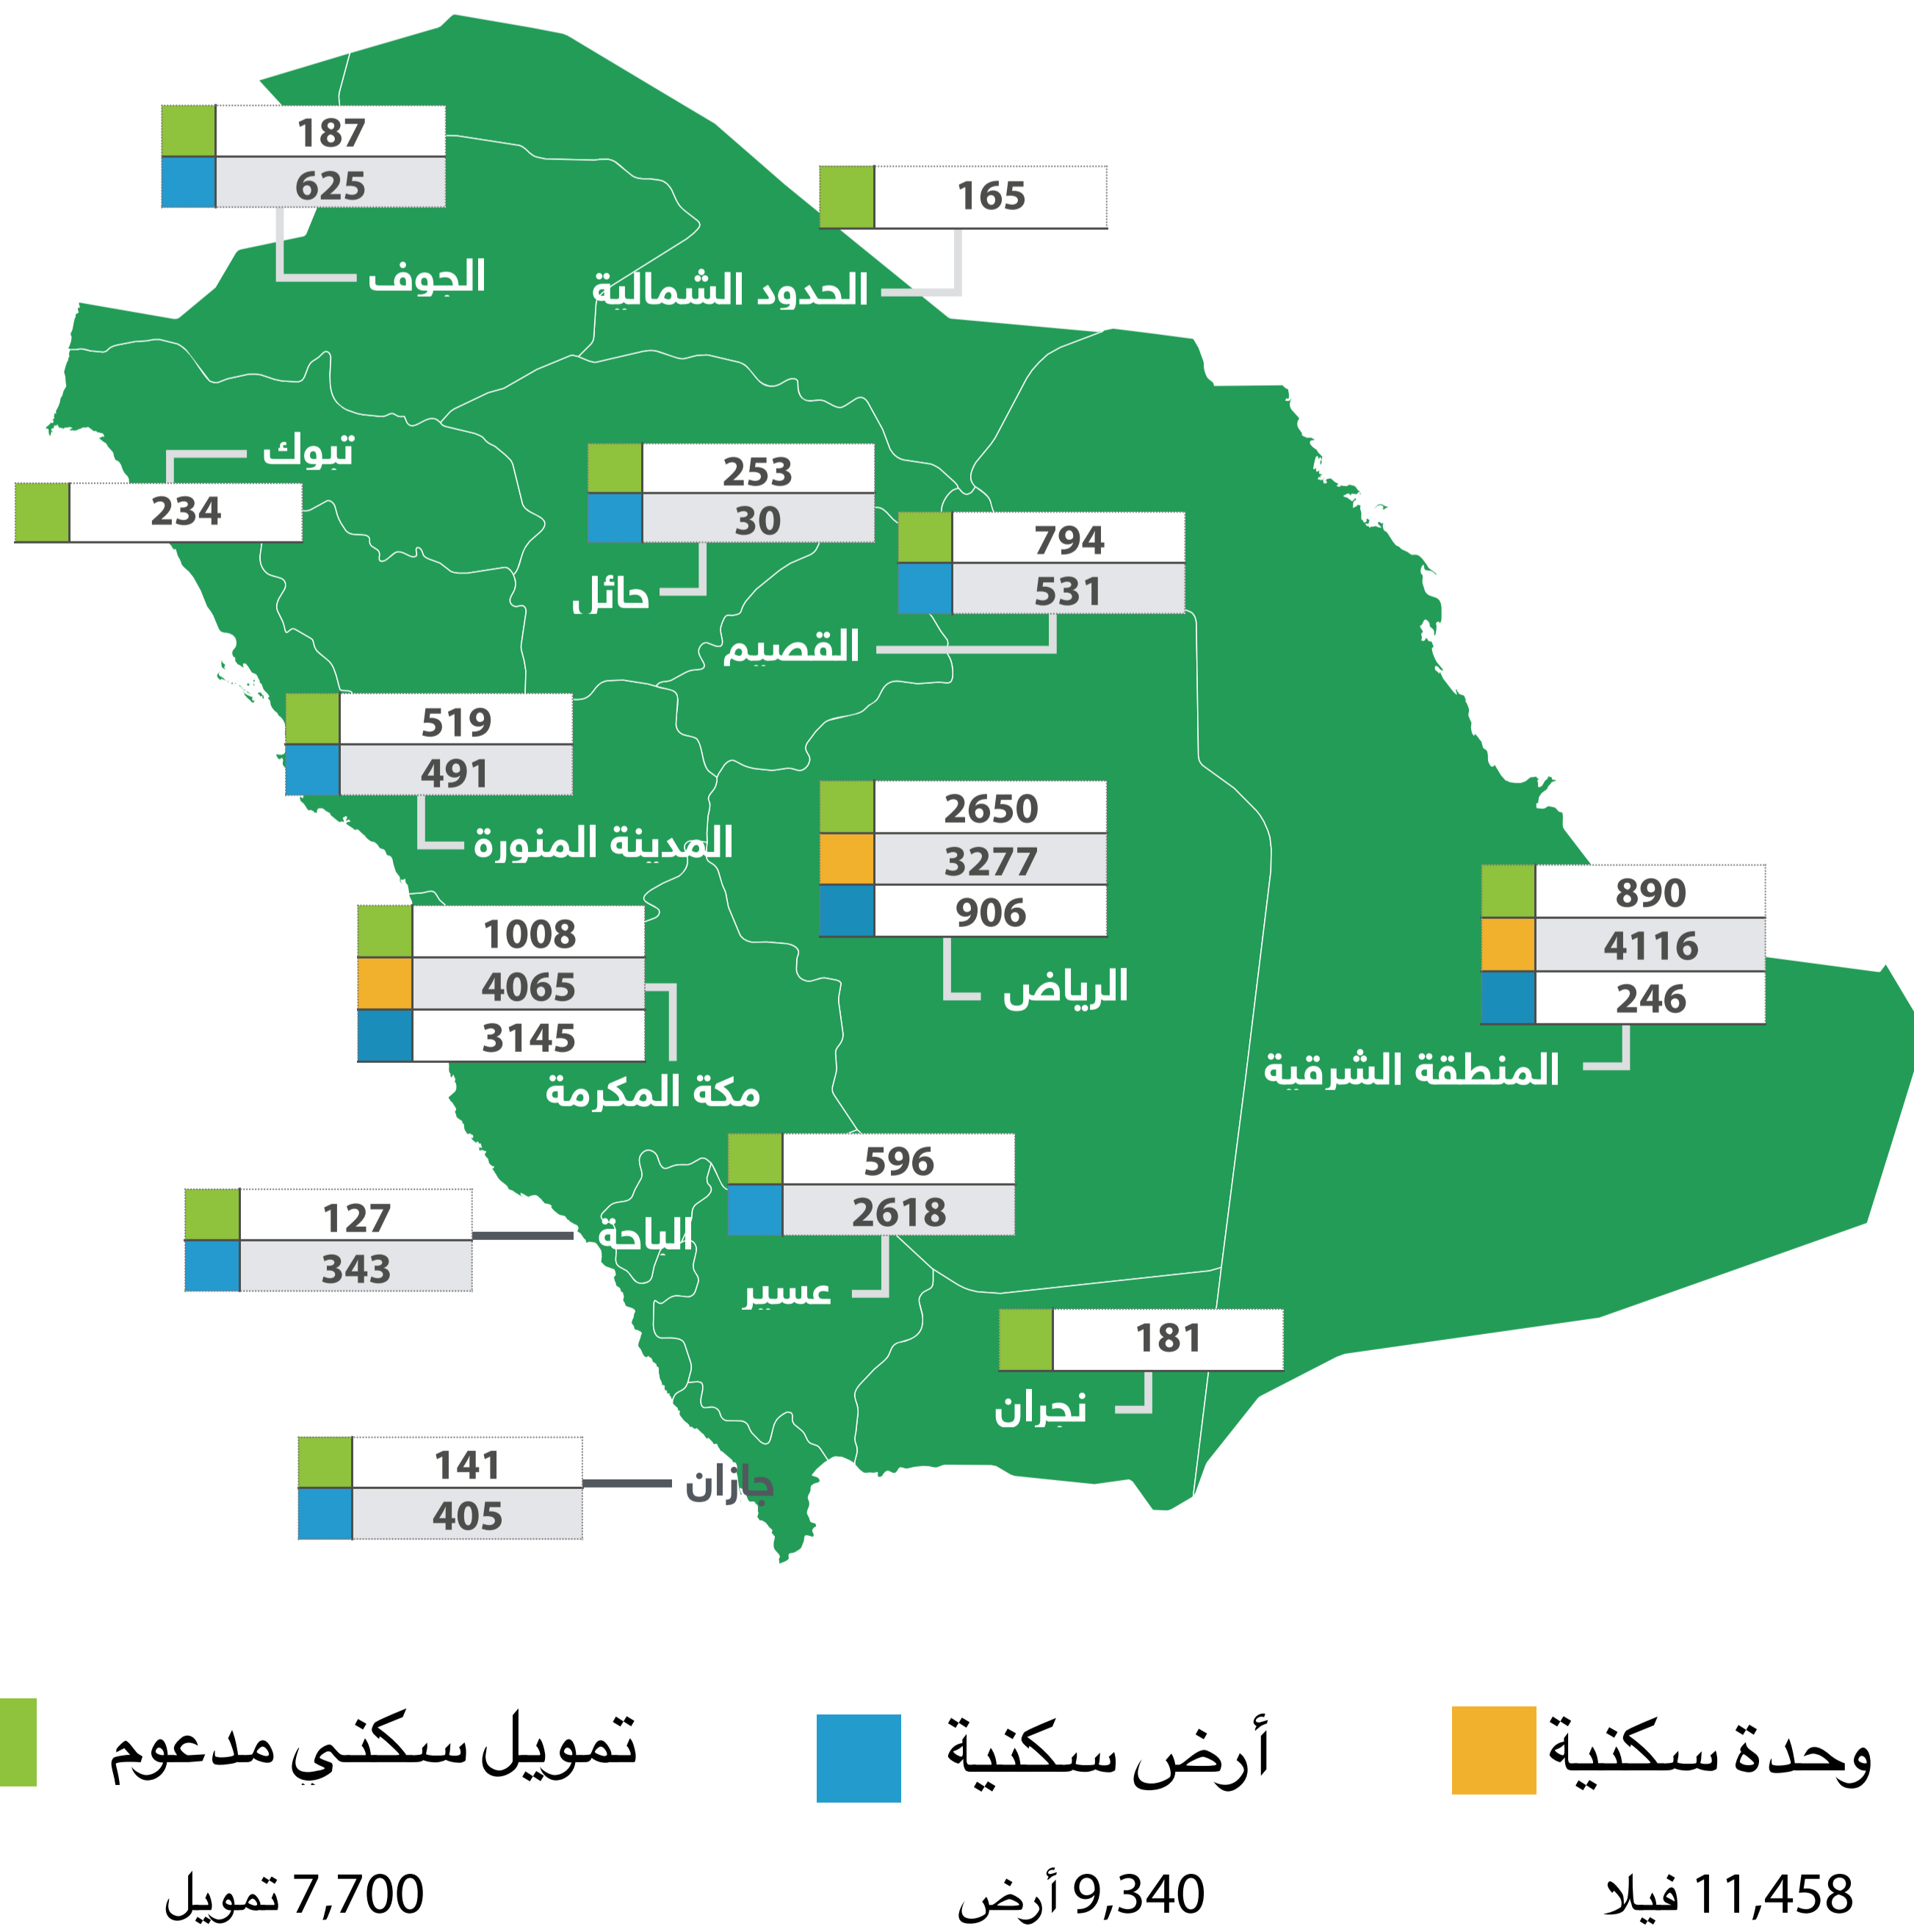 187
625
الجوف
165
الحدود الشمالية
تبوك
234
253
30
حائل
794
531
القصيم
519
491
المدينة المنورة
2650
3277
906
الرياض
890
4116
246
المنطقة الشرقية
1008
4065
3145
مكة المكرمة
596
2618
عسير
127
343
الباحة
181
نجران
141
405
جازان
وحدة سكنية
أرض سكنية
تمويل سكني مدعوم
11,458 فيلا
9,340 أرض
7,700 تمويل